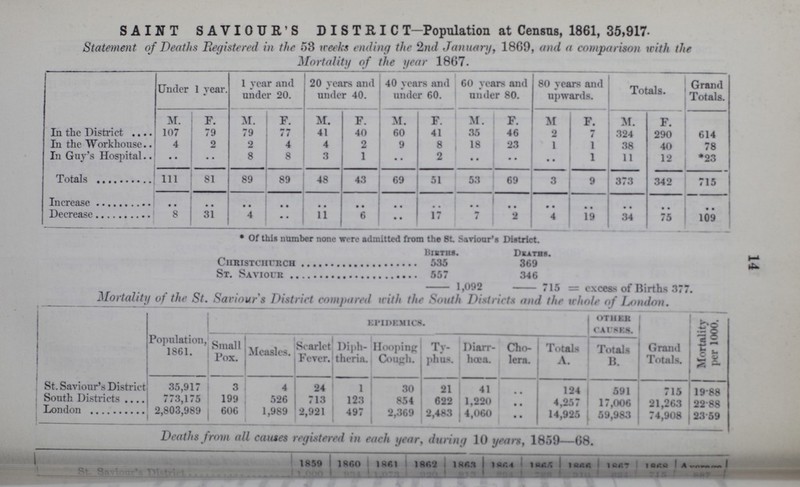 SAINT SAVIOUR'S DISTRICT—Population at Census, 1861, 35,917.
Statement of Deaths Registered in the 53 weeks ending the 2nd January, 1869, and a comparison with the
Mortality of the year 1867.
Under 1 year. 1 year and under 20. 20 years and under 40. 40 years and under 60. 60 years and under 80. 80 years and upwards. Totals. Grand Totals.
M. F. M. F. M. F. M. F. M. F. M F. M. F.
In the District .... 107 79 79 77 41 40 60 41 35 46 2 7 324 290 614
In the Workhouse.. 4 2 2 4 4 2 9 8 18 23 1 1 38 40 78
In Guy's Hospital.. .. .. 8 8 3 1 .. 2 .. .. .. 1 11 12 *23
Totals .......... 111 81 89 89 48 43 69 51 53 69 3 9 373 342 715
Increase .......... .. .. .. .. .. .. .. .. .. .. .. .. .. .. ..
Decrease .......... 8 31 4 .. 11 6 .. 17 7 2 4 19 34 75 109
* Of this number none were admitted from the St. Saviour's District.
BIRTHS. DEATHS.
CHRISTCHURCH .................... 535 369
ST. SAVIOUR ...................... 557 346
—— 1,092 —— 715 = excess of Births 377.
14
Mortality of the St. Saviour's District compared with the South Districts and the whole of London.
Population, 1861. EPIDEMICS. OTHER CAUSES. Grand Totals. Mortality per 1000.
Small Pox. Measles. Scarlet Fever. Diphtheria. Hooping Cough. Typhus. Diarrhœa. Cholera. Totals A. Totals B.
St. Saviour's District 35,917 3 4 24 1 30 21 41 .. 124 591 715 19·88
South Districts .... 773,175 199 526 713 123 854 622 1,220 .. 4,257 17,006 21,263 22·88
London .......... 2,803,989 606 1,989 2,921 497 2,369 2,483 4,060 .. 14,925 59,983 74,908 23·59
Deaths from all causes registered in each year, during 10 years, 1859—68.
1859 1860 1861 1862 1863 1864 1865 1866 1867 1868
St. Saviour's District